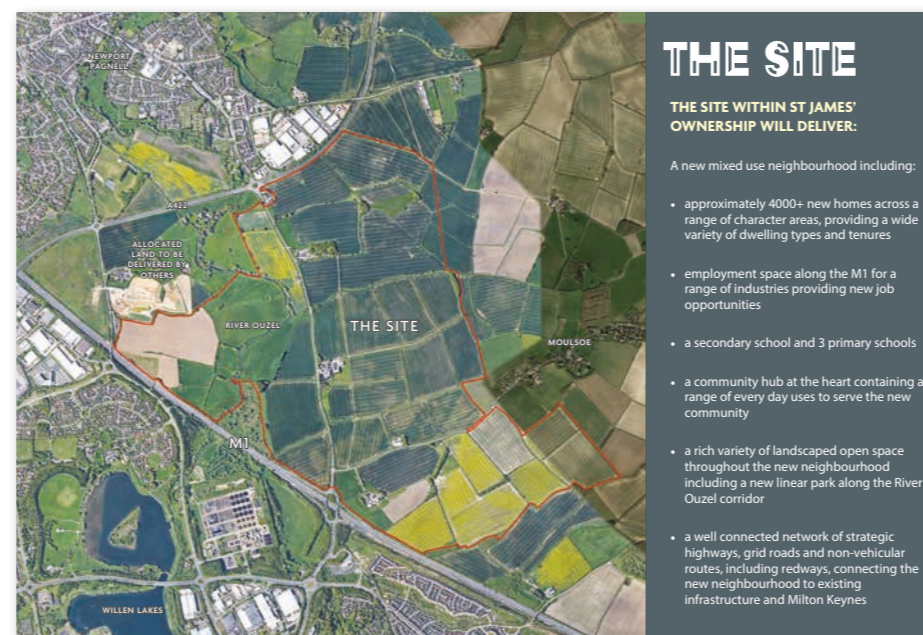 NEWPORT
PAGNELL
A422
ALLOCATED
LAND TO BE
DELIVERED BY
OTHERS
RIVER OUZEL
THE SITE
MOULSOE
M1
WILLEN LAKES
THE SITE
THE SITE WITHIN ST JAMES'
OWNERSHIP WILL DELIVER:
A new mixed use neighbourhood including:
• approximately 4000+ new homes across a
range of character areas, providing a wide
variety of dwelling types and tenures
• employment space along the M1 for a
range of industries providing new job
opportunities
• a secondary school and 3 primary schools
• a community hub at the heart containing a
range of every day uses to serve the new
community
• a rich variety of landscaped open space
throughout the new neighbourhood
including a new linear park along the River
Ouzel corridor
• a well connected network of strategic
highways, grid roads and non-vehicular
routes, including redways, connecting the
new neighbourhood to existing
infrastructure and Milton Keynes